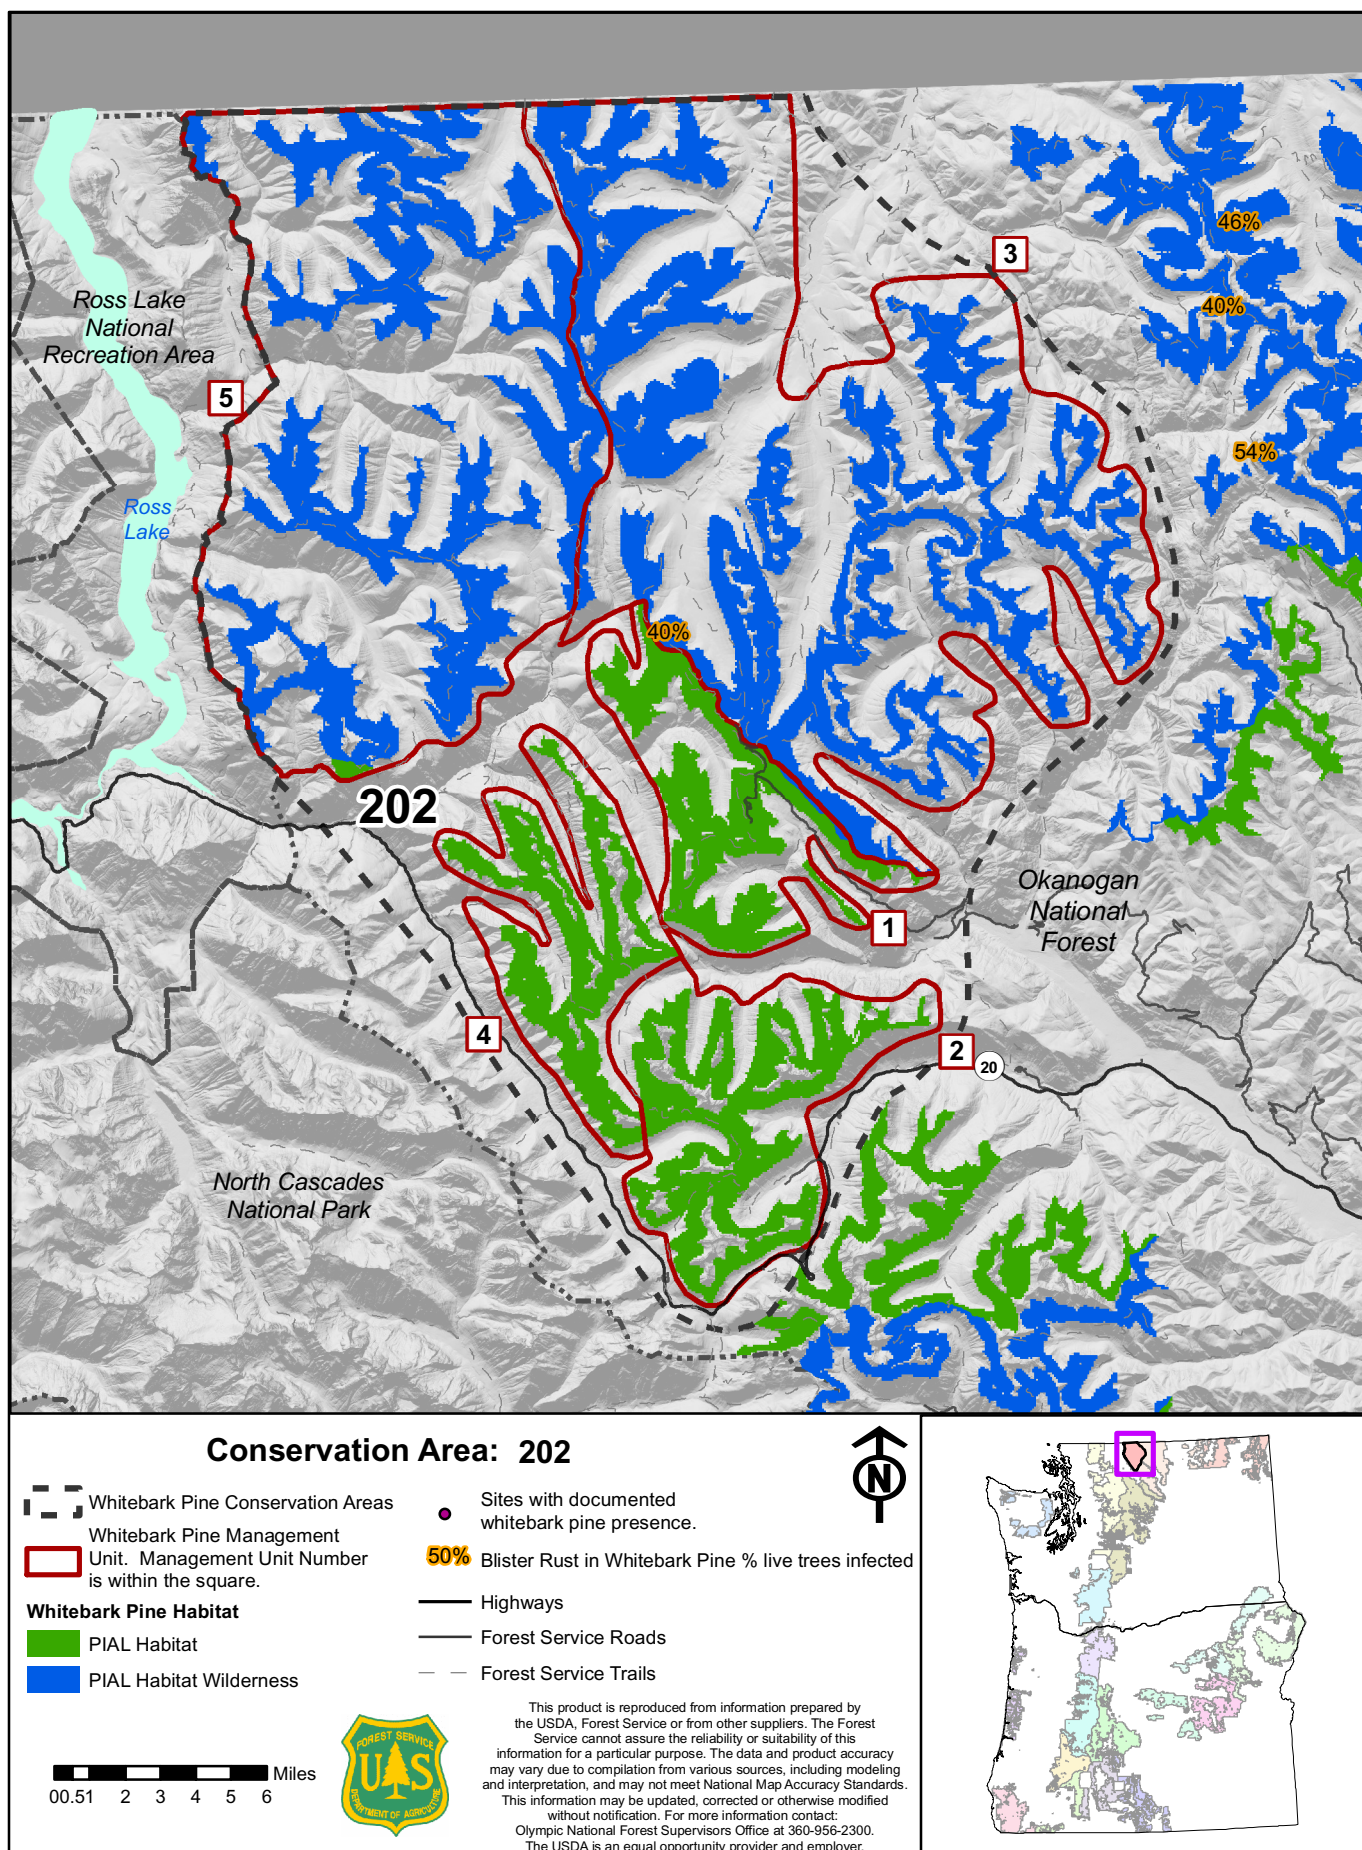 46%
3
Ross Lake
National
Recreation Area
40%
5
54%
Ross
Lake
40%
202
Okanogan
National
Forest
1
4
2
20
North Cascades
National Park
Conservation Area: 202
Whitebark Pine Conservation Areas
Whitebark Pine Management
Unit. Management Unit Number
is within the square.
Whitebark Pine Habitat
PIAL Habitat
PIAL Habitat Wilderness
Sites with documented
whitebark pine presence.
50% Blister Rust in Whitebark Pine % live trees infected
Highways
Forest Service Roads
Forest Service Trails
N
Miles
00.51 2 3 4 5 6
FOREST SERVICE
U S
DEPARTMENT OF AGRICULTURE
This product is reproduced from information prepared by
the USDA, Forest Service or from other suppliers. The Forest
Service cannot assure the reliability or suitability of this
information for a particular purpose. The data and product accuracy
may vary due to compilation from various sources, including modeling
and interpretation, and may not meet National Map Accuracy Standards.
This information may be updated, corrected or otherwise modified
without notification. For more information contact:
Olympic National Forest Supervisors Office at 360-956-2300.
The USDA is an equal opportunity provider and employer.